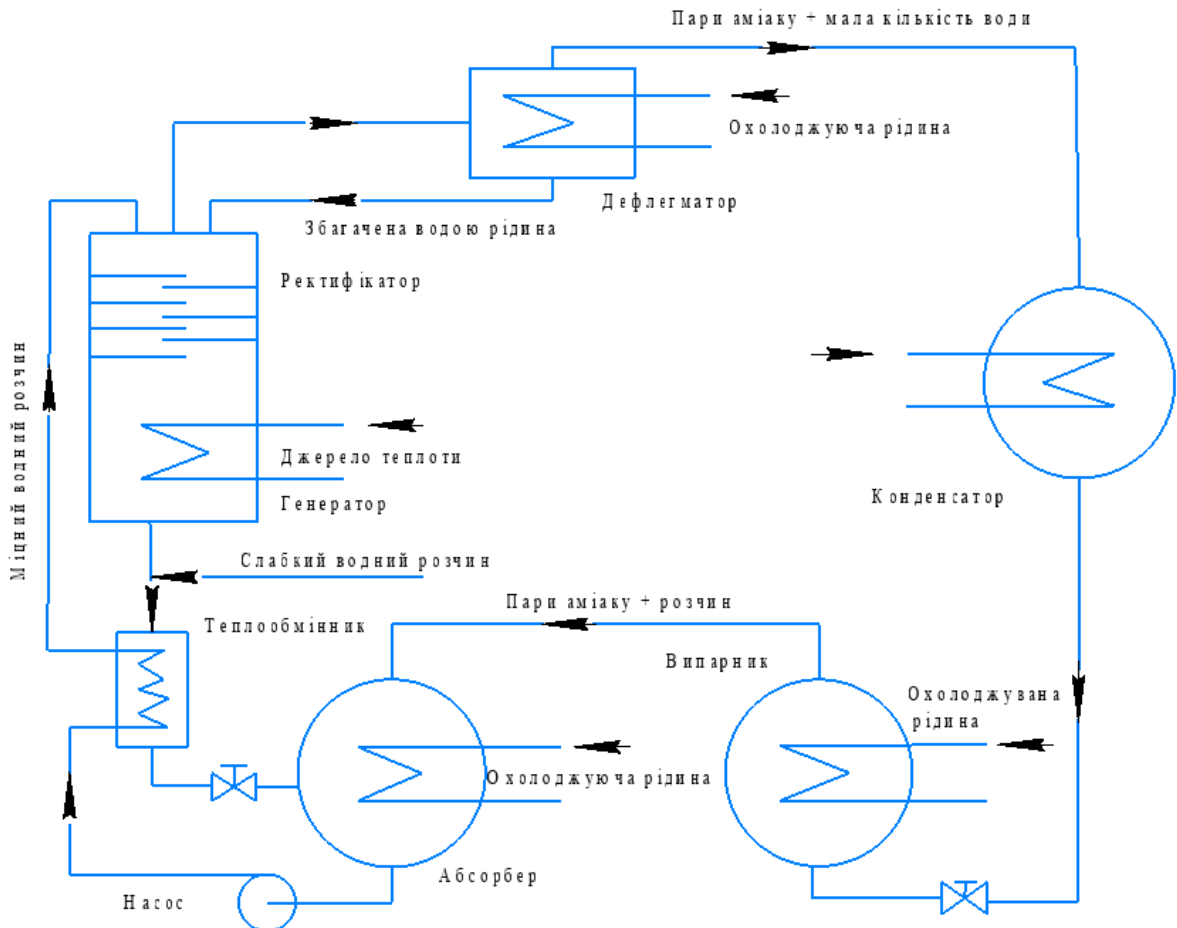 Пари аміаку + мала кількість води
Охолоджуюча рідина
Дефлегматор
Збагачена водою рідина
Ректифікатор
Міцний водний розчин
Джерело теплоти
Генератор
Конденсатор
Слабкий водний розчин
Пари аміаку + розчин
Теплообмінник
Випарник
Охолоджувана
рідина
Охолоджуюча рідина
Абсорбер
Насос